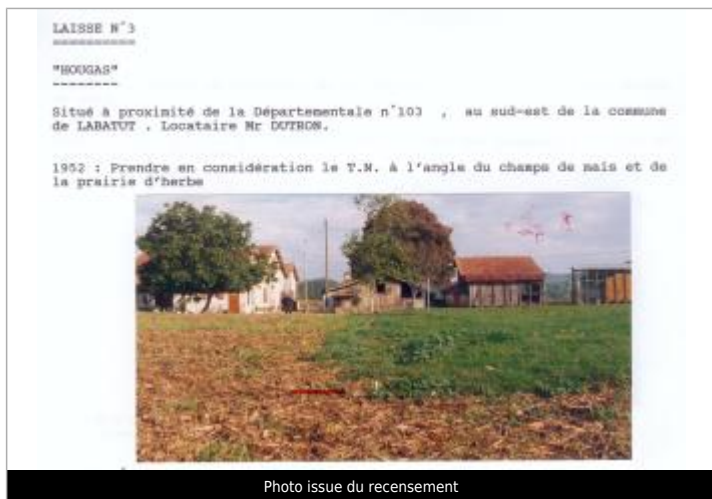 LAISSE N°3
"HOUGAS"
Situé à proximité de la Départementale n°103 , au sud-est de la commune
de LABATUT . Locataire Mr DUTRON.
1952 : Prendre en considération le T.N. à l'angle du champs de maïs et de
la prairie d'herbe
Photo issue du recensement